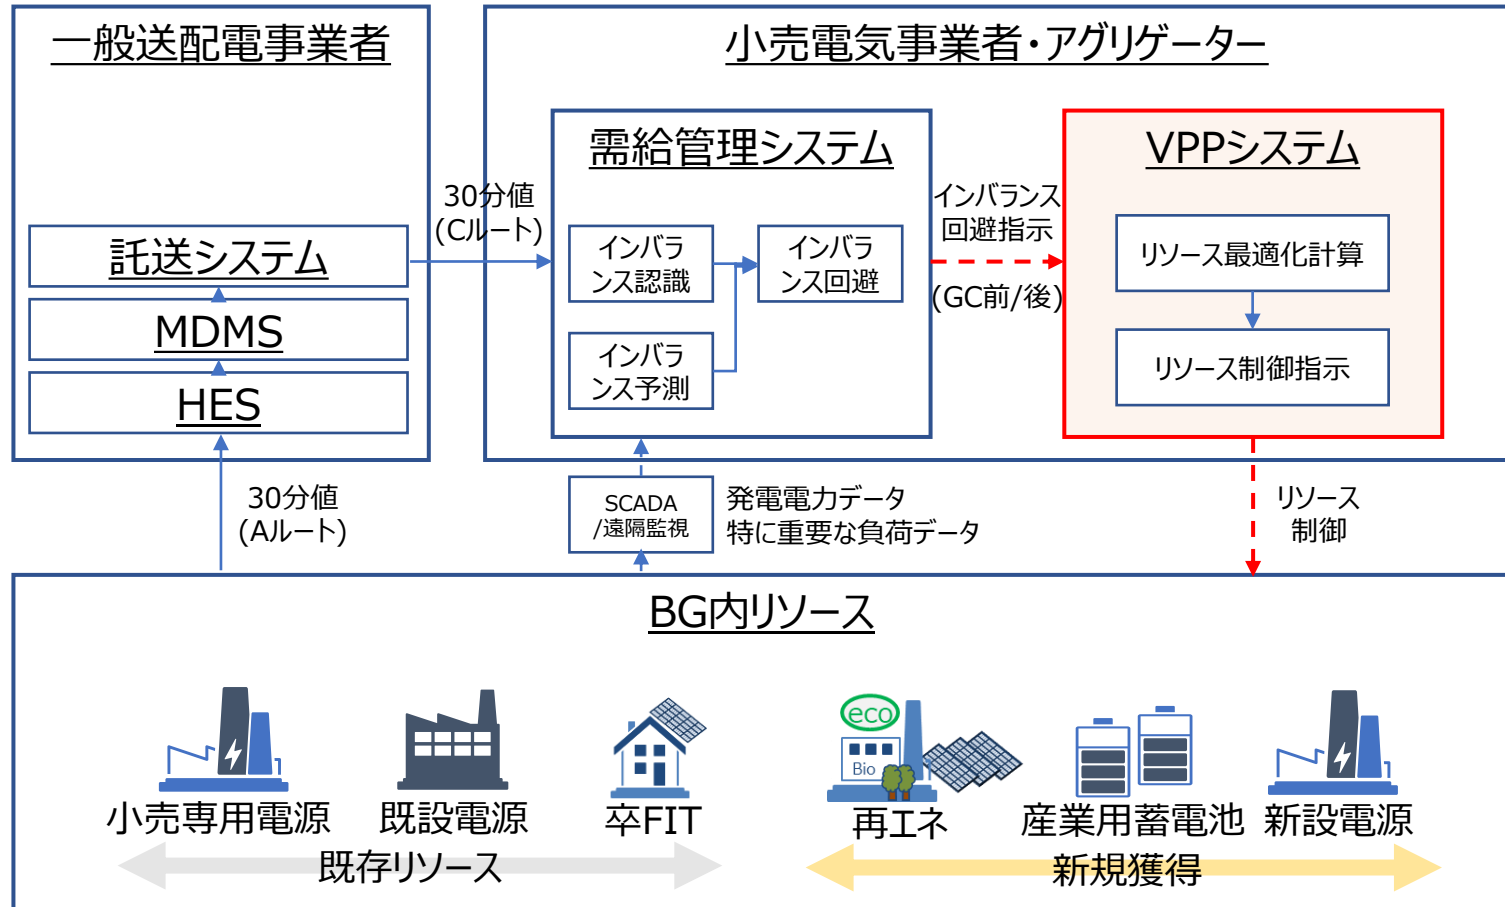 一般送配電事業者
託送システム
MDMS
HES
30分値
(Cルート)
小売電気事業者・アグリゲーター
需給管理システム
インバラ
ンス認識
インバラ
ンス回避
インバラ
ンス予測
インバランス
回避指示
(GC前/後)
VPPシステム
リソース最適化計算
リソース制御指示
30分値
(Aルート)
SCADA
/遠隔監視
発電電力データ
特に重要な負荷データ
リソース
制御
BG内リソース
eco
Bio
小売専用電源
既設電源
卒FIT
再エネ
産業用蓄電池
新設電源
既存リソース
新規獲得